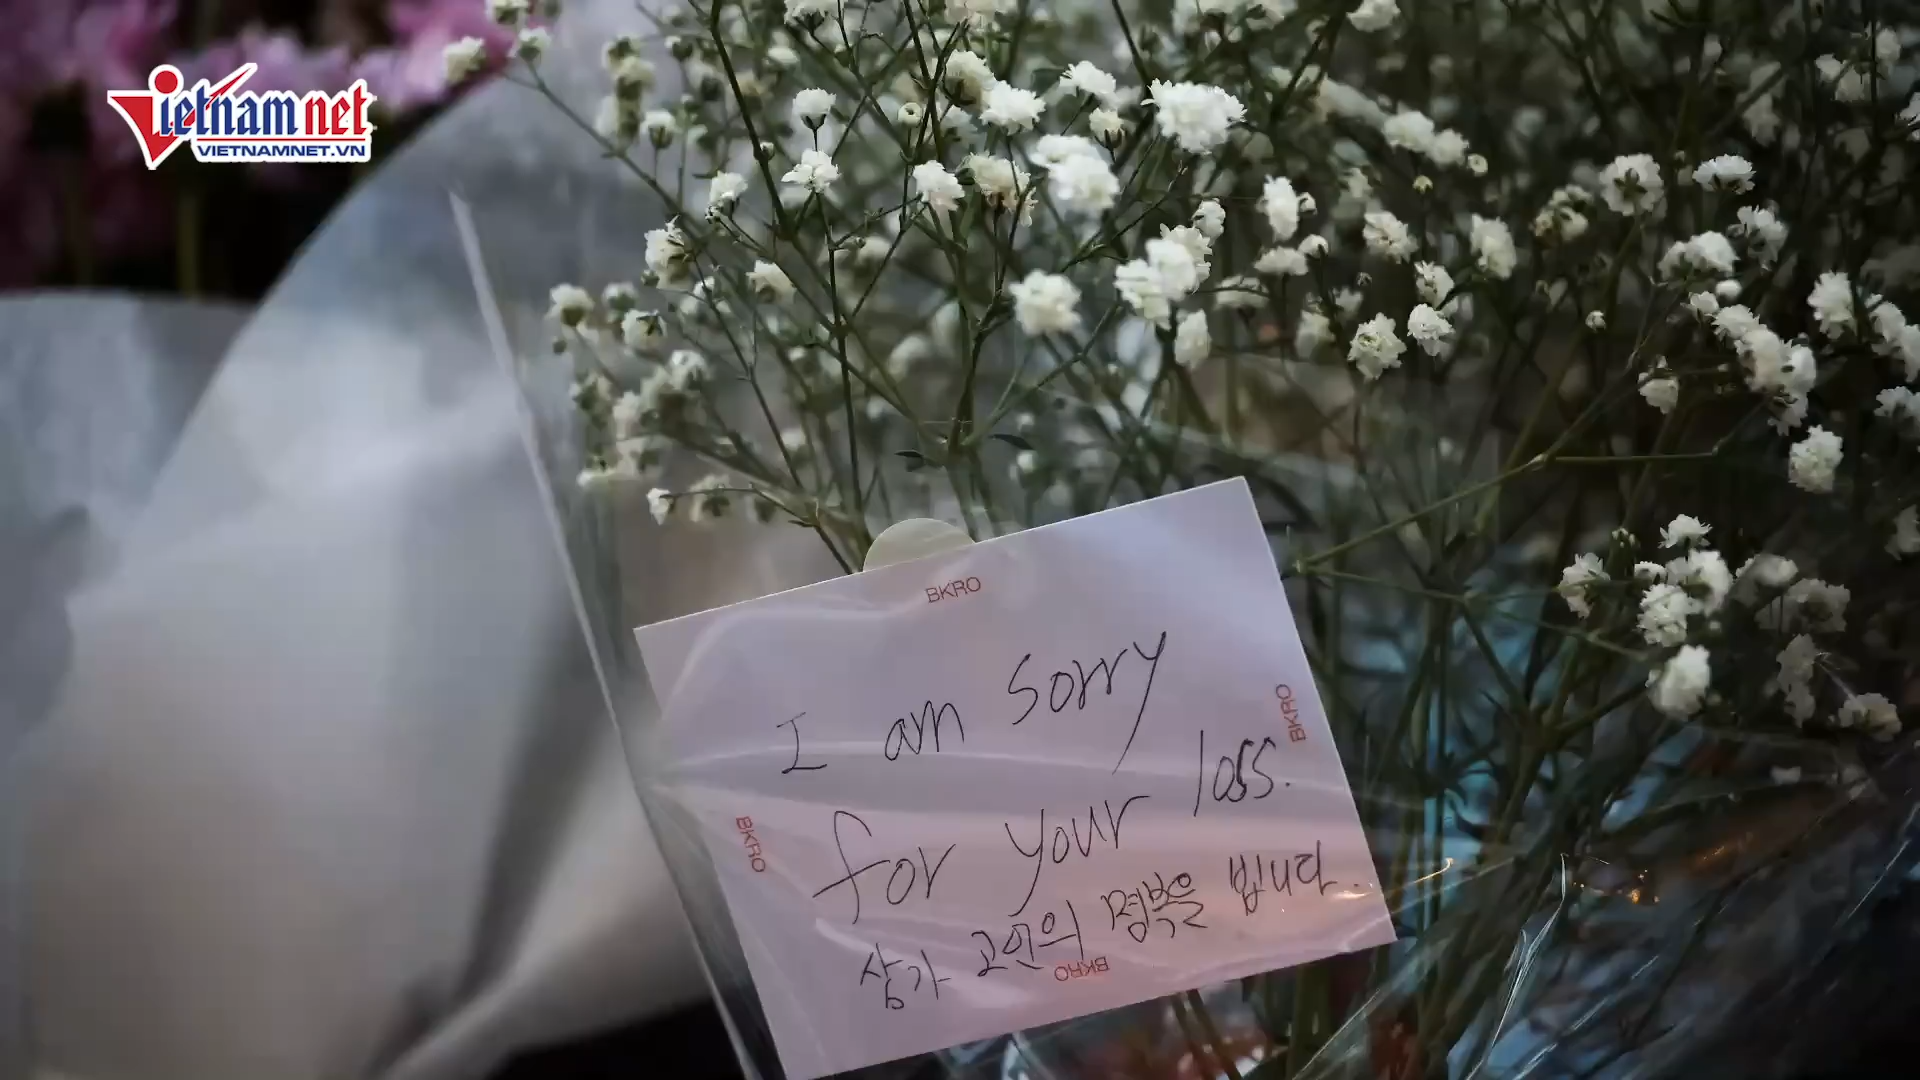 Vietnamnet
VIETNAMNET.VN
BKRO
I am sorry
BKRO
for your loss.
BKRO
삼가 고인의 명복을 빕니다.
BKRO